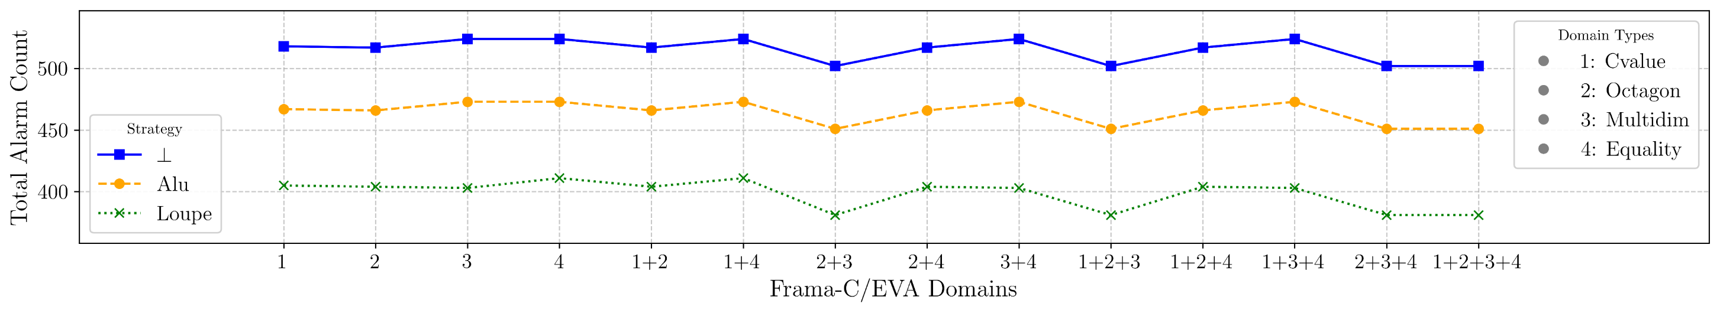 Total Alarm Count
500
450
400
Strategy
⊥
Alu
Loupe
Domain Types
1: Cvalue
2: Octagon
3: Multidim
4: Equality
1 2 3 4 1+2 1+4 2+3 2+4 3+4 1+2+3 1+2+4 1+3+4 2+3+4 1+2+3+4
Frama-C/EVA Domains